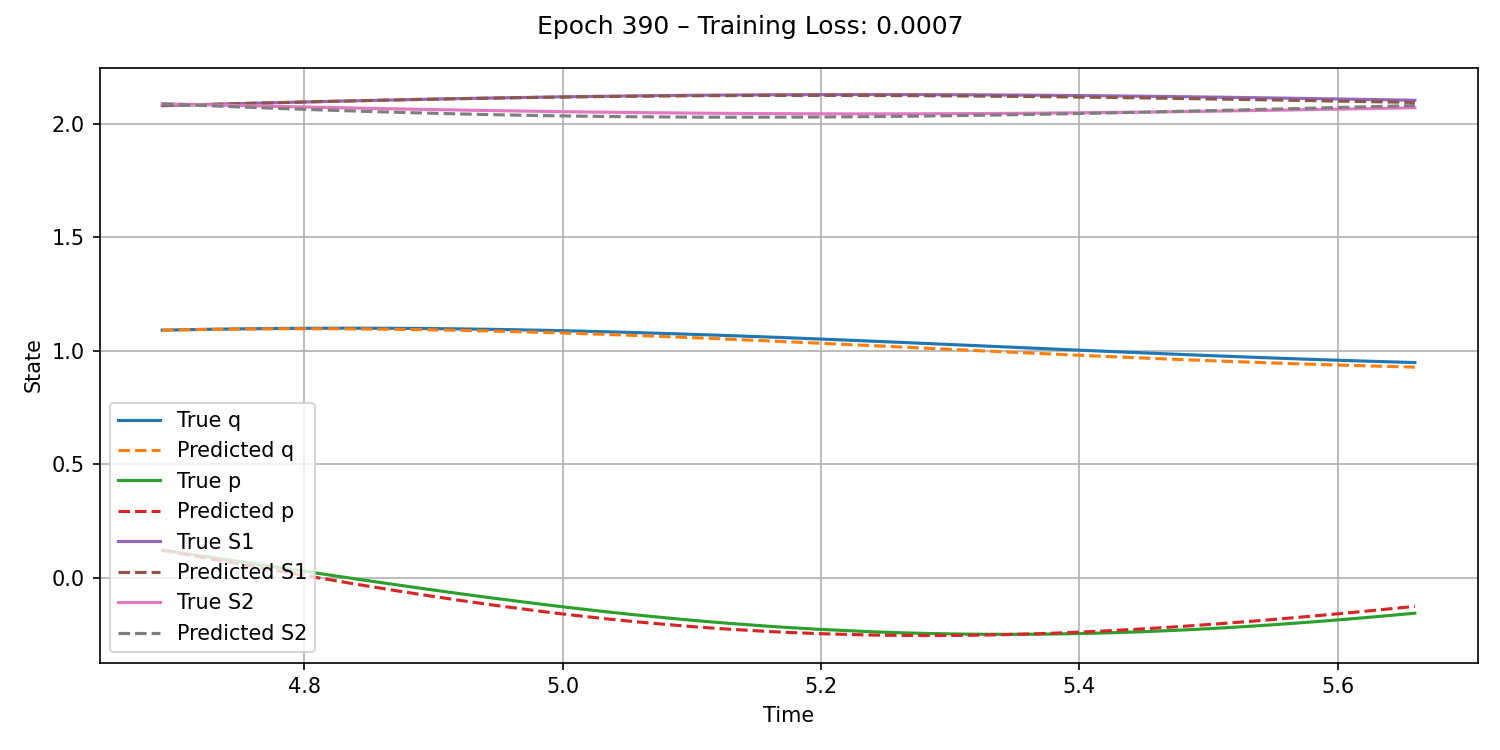 Epoch 390 – Training Loss: 0.0007
2.0
1.5
1.0
0.5
0.0
State
True q
Predicted q
True p
Predicted p
True S1
Predicted S1
True S2
Predicted S2
4.8 5.0 5.2 5.4 5.6
Time